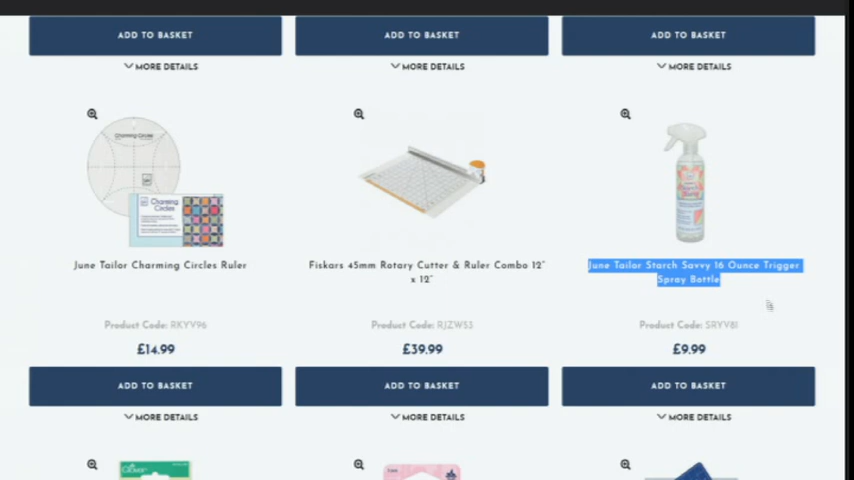 ADD TO BASKET
ADD TO BASKET
ADD TO BASKET
MORE DETAILS
MORE DETAILS
MORE DETAILS
Charming Circles
Charming
Circles
June Tailor Charming Circles Ruler
Fiskars 45mm Rotary Cutter & Ruler Combo 12"
x 12"
June Tailor Starch Savvy 16 Ounce Trigger
Spray Bottle
Product Code: RKYV96
Product Code: RJZWS3
Product Code: SRYV81
£14.99
£39.99
£9.99
ADD TO BASKET
ADD TO BASKET
ADD TO BASKET
MORE DETAILS
MORE DETAILS
MORE DETAILS
Clover